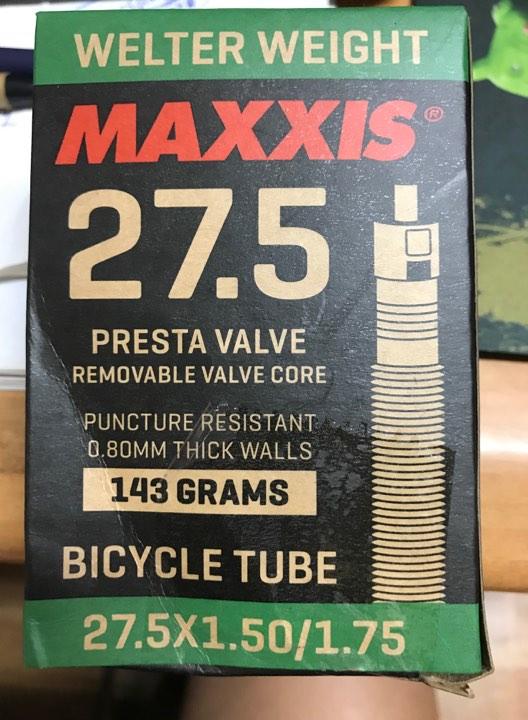 WELTER WEIGHT
MAXXIS®
27.5
PRESTA VALVE
REMOVABLE VALVE CORE
PUNCTURE RESISTANT
0.80MM THICK WALLS
143 GRAMS
BICYCLE TUBE
27.5X1.50/1.75